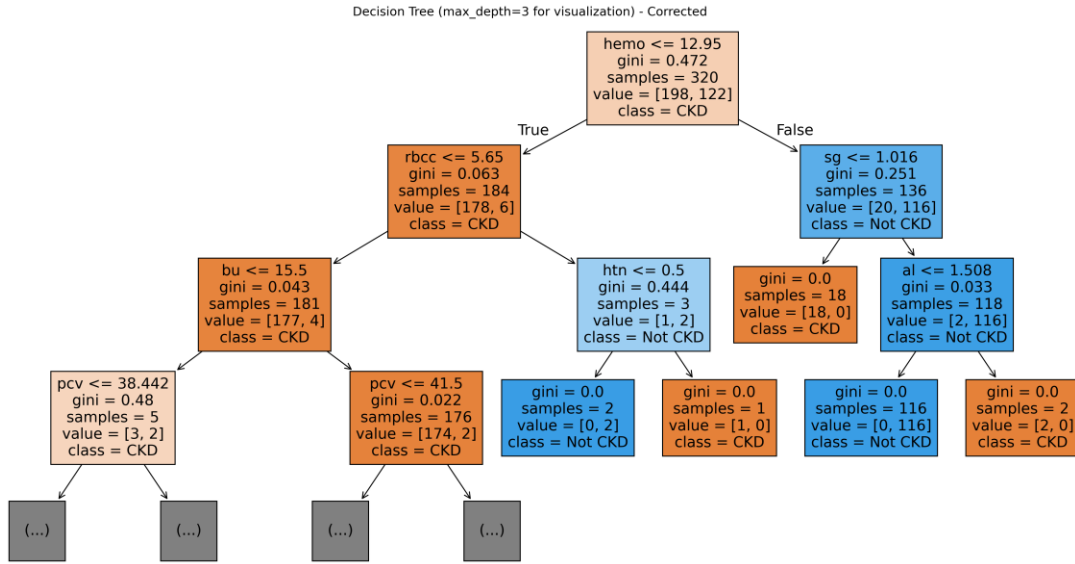 Decision Tree (max_depth=3 for visualization) - Corrected
hemo <= 12.95
gini = 0.472
samples = 320
value = [198, 122]
class = CKD
True
False
rbcc <= 5.65
gini = 0.063
samples = 184
value = [178, 6]
class = CKD
sg <= 1.016
gini = 0.251
samples = 136
value = [20, 116]
class = Not CKD
bu <= 15.5
gini = 0.043
samples = 181
value = [177, 4]
class = CKD
htn <= 0.5
gini = 0.444
samples = 3
value = [1, 2]
class = Not CKD
gini = 0.0
samples = 18
value = [18, 0]
class = CKD
al <= 1.508
gini = 0.033
samples = 118
value = [2, 116]
class = Not CKD
pcv <= 38.442
gini = 0.48
samples = 5
value = [3, 2]
class = CKD
pcv <= 41.5
gini = 0.022
samples = 176
value = [174, 2]
class = CKD
gini = 0.0
samples = 2
value = [0, 2]
class = Not CKD
gini = 0.0
samples = 1
value = [1, 0]
class = CKD
gini = 0.0
samples = 116
value = [0, 116]
class = Not CKD
gini = 0.0
samples = 2
value = [2, 0]
class = CKD
(...)
(...)
(...)
(...)